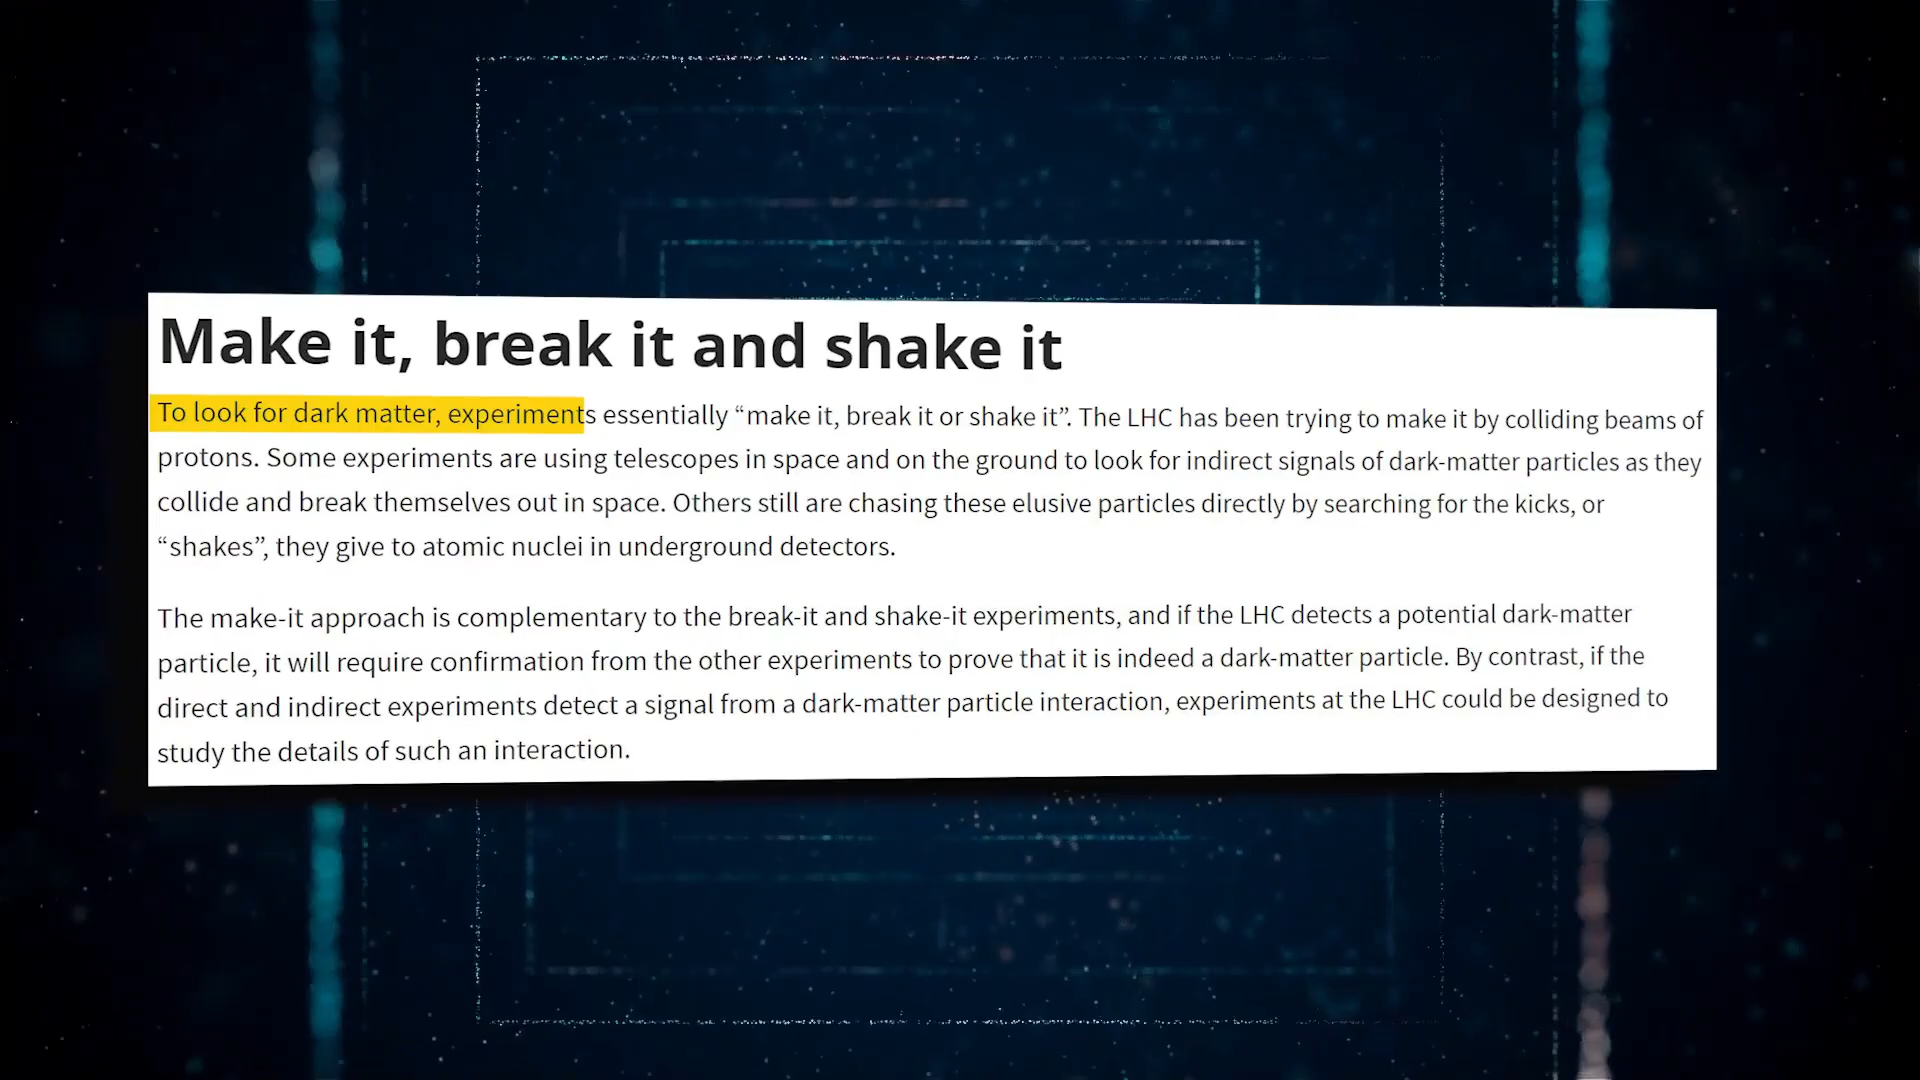 Make it, break it and shake it
To look for dark matter, experiments essentially “make it, break it or shake it”. The LHC has been trying to make it by colliding beams of
protons. Some experiments are using telescopes in space and on the ground to look for indirect signals of dark-matter particles as they
collide and break themselves out in space. Others still are chasing these elusive particles directly by searching for the kicks, or
“shakes”, they give to atomic nuclei in underground detectors.
The make-it approach is complementary to the break-it and shake-it experiments, and if the LHC detects a potential dark-matter
particle, it will require confirmation from the other experiments to prove that it is indeed a dark-matter particle. By contrast, if the
direct and indirect experiments detect a signal from a dark-matter particle interaction, experiments at the LHC could be designed to
study the details of such an interaction.